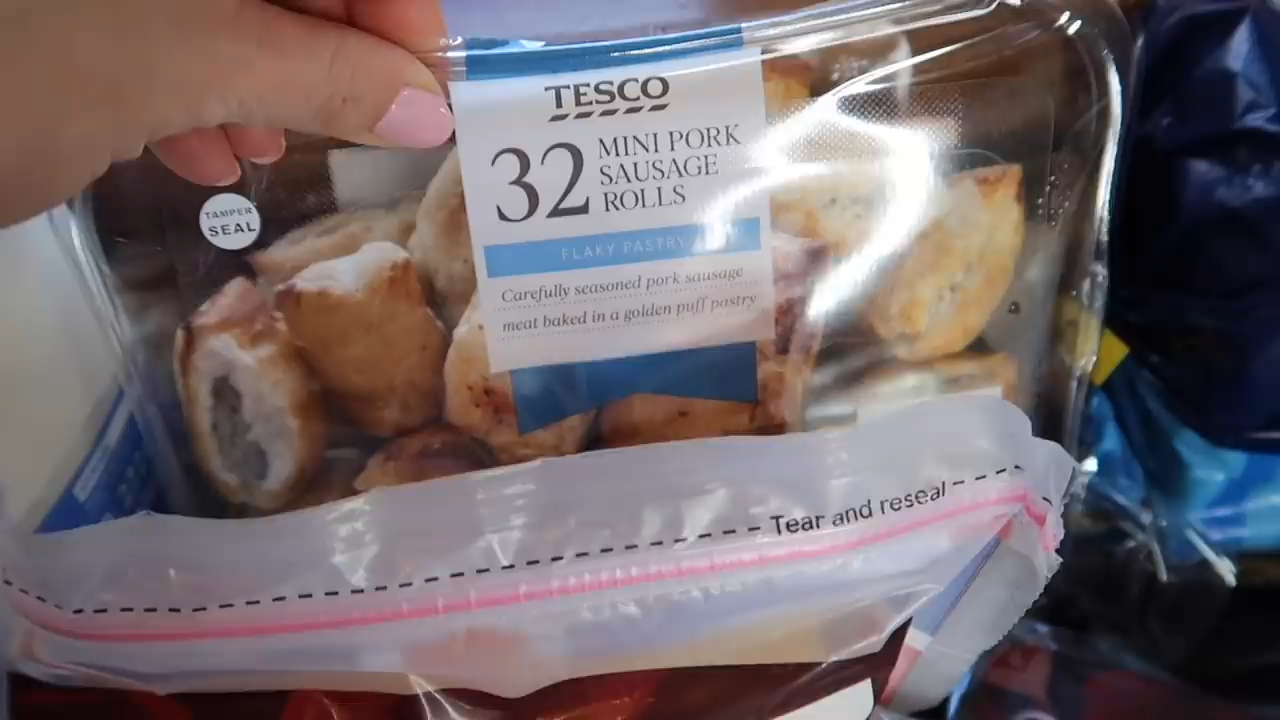 TESCO
32
MINI PORK
SAUSAGE
ROLLS
TAMPER
SEAL
FLAKY PASTRY
Carefully seasoned pork sausage
meat baked in a golden puff pastry
Tear and reseal